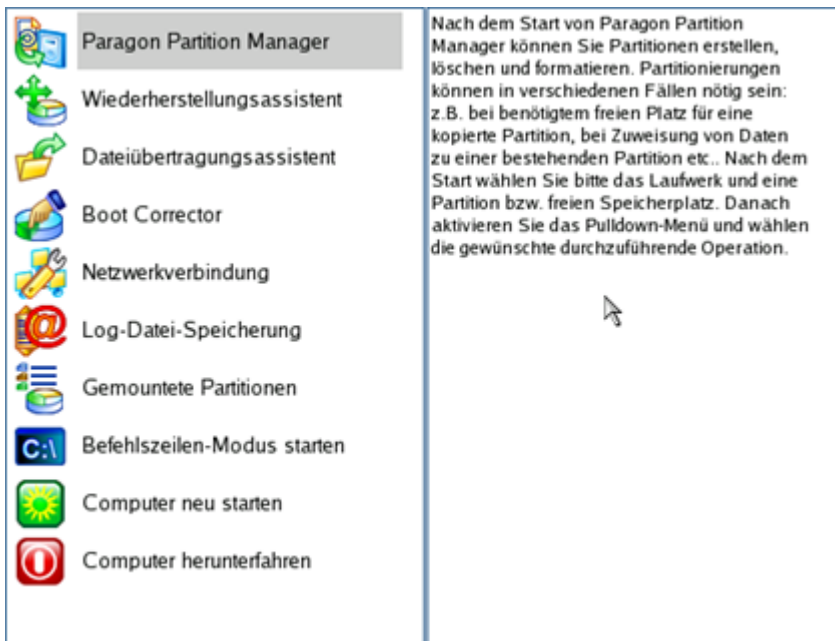 Paragon Partition Manager
Wiederherstellungsassistent
Dateiübertragungsassistent
Boot Corrector
Netzwerkverbindung
Log-Datei-Speicherung
Gemountete Partitionen
C:\
Befehlszeilen-Modus starten
Computer neu starten
Computer herunterfahren
Nach dem Start von Paragon Partition
Manager können Sie Partitionen erstellen,
löschen und formatieren. Partitionierungen
können in verschiedenen Fällen nötig sein:
z.B. bei benötigtem freien Platz für eine
kopierte Partition, bei Zuweisung von Daten
zu einer bestehenden Partition etc.. Nach dem
Start wählen Sie bitte das Laufwerk und eine
Partition bzw. freien Speicherplatz. Danach
aktivieren Sie das Pulldown-Menü und wählen
die gewünschte durchzuführende Operation.